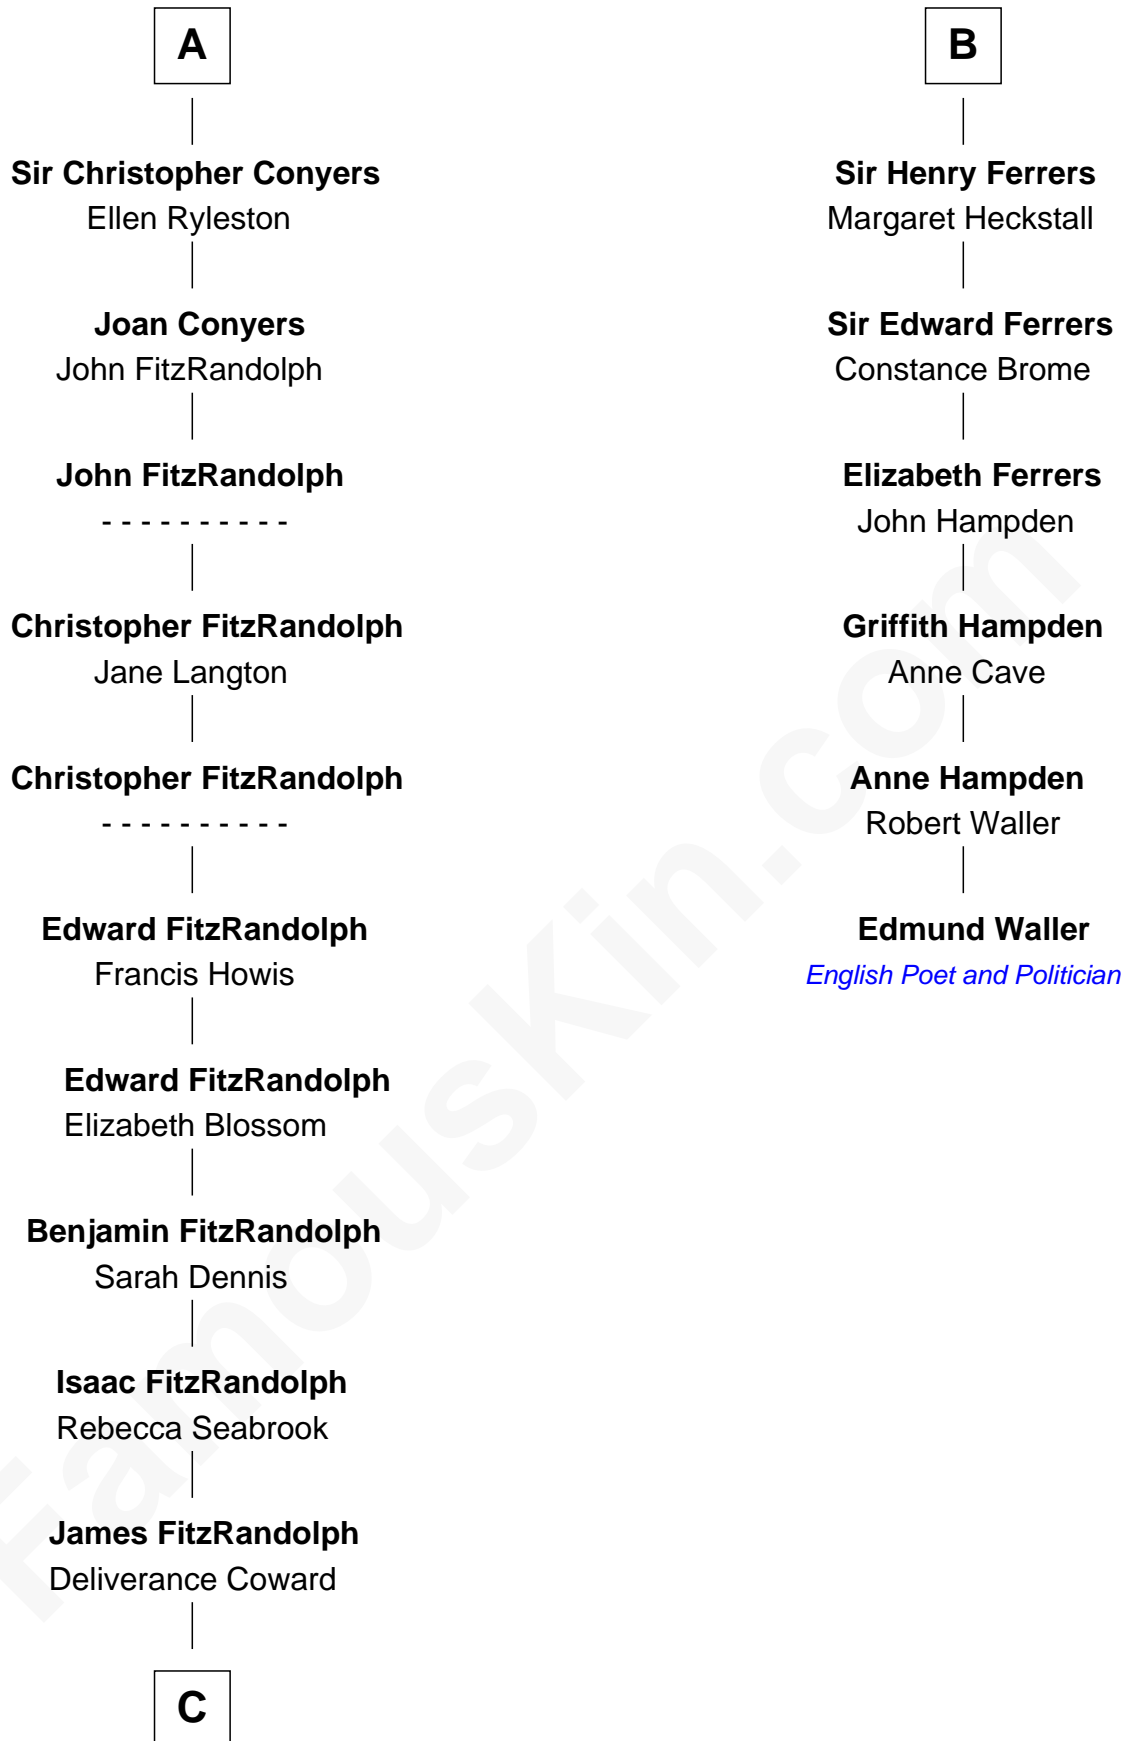 A
Sir Christopher Conyers
Ellen Ryleston
Joan Conyers
John FitzRandolph
John FitzRandolph
- - - - - - - - - -
Christopher FitzRandolph
Jane Langton
Christopher FitzRandolph
- - - - - - - - - -
Edward FitzRandolph
Francis Howis
Edward FitzRandolph
Elizabeth Blossom
Benjamin FitzRandolph
Sarah Dennis
Isaac FitzRandolph
Rebecca Seabrook
James FitzRandolph
Deliverance Coward
C
B
Sir Henry Ferrers
Margaret Heckstall
Sir Edward Ferrers
Constance Brome
Elizabeth Ferrers
John Hampden
Griffith Hampden
Anne Cave
Anne Hampden
Robert Waller
Edmund Waller
English Poet and Politician
FamousKin.com